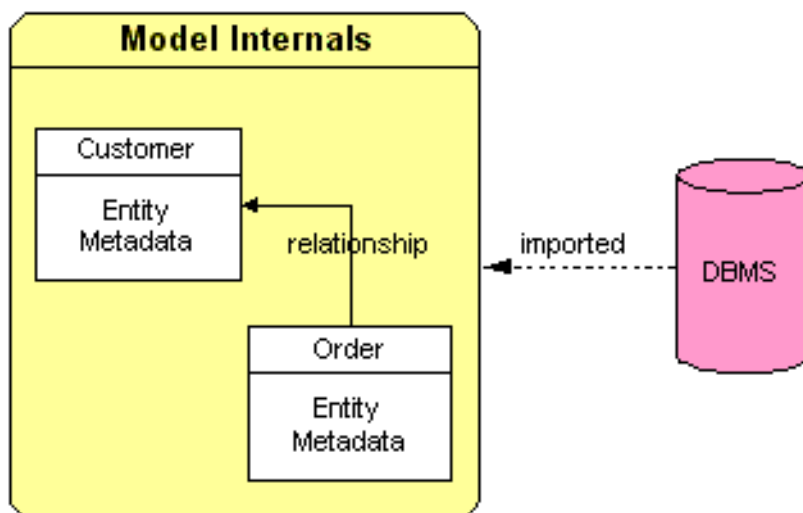 Model Internals
Customer
Entity
Metadata
relationship
imported
DBMS
Order
Entity
Metadata